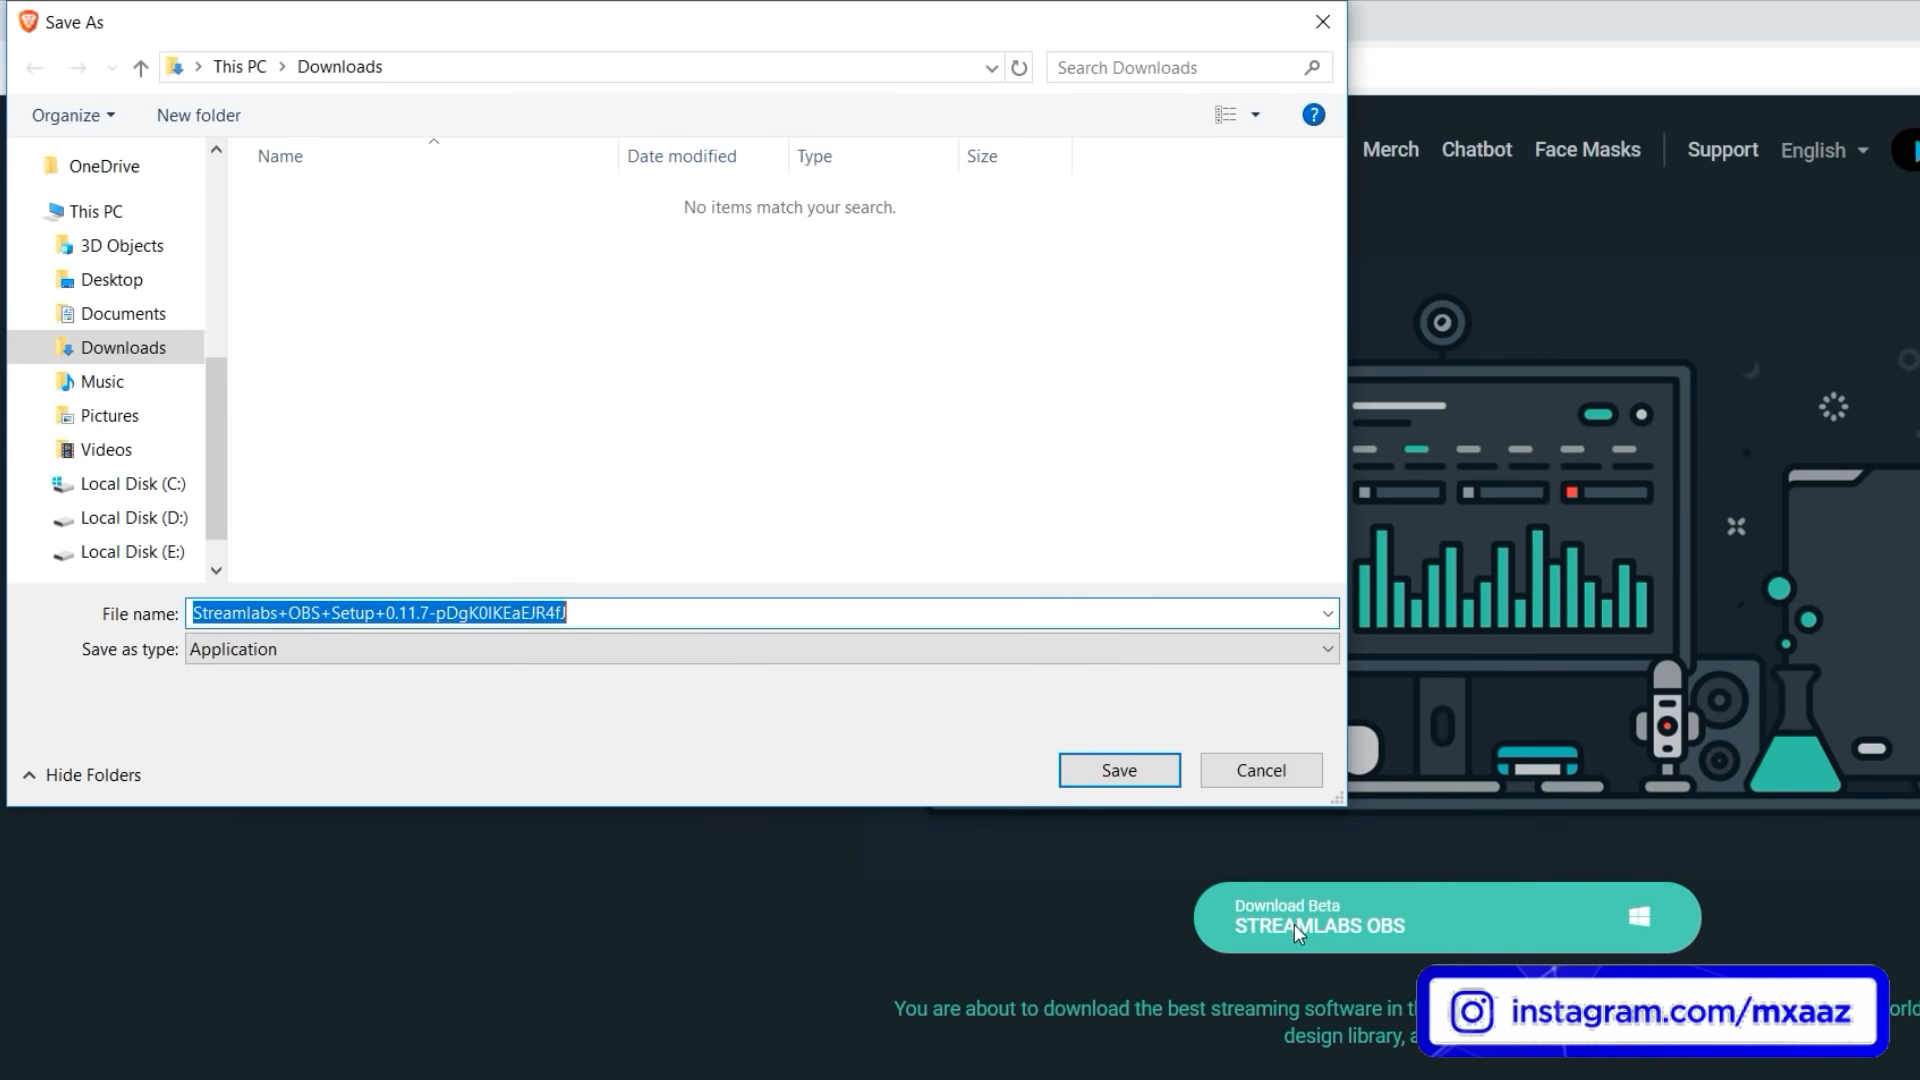 Save As
This PC > Downloads
Search Downloads
Organize
New folder
?
Name
Date modified
Type
Size
No items match your search.
OneDrive
This PC
3D Objects
Desktop
Documents
Downloads
Music
Pictures
Videos
Local Disk (C:)
Local Disk (D:)
Local Disk (E:)
File name: Streamlabs+OBS+Setup+0.11.7-pDgK0IKEaEJR4fJ
Save as type: Application
Hide Folders
Save
Cancel
Merch
Chatbot
Face Masks
Support
English
Download Beta
STREAMLABS OBS
You are about to download the best streaming software in
design library,
instagram.com/mxaaz